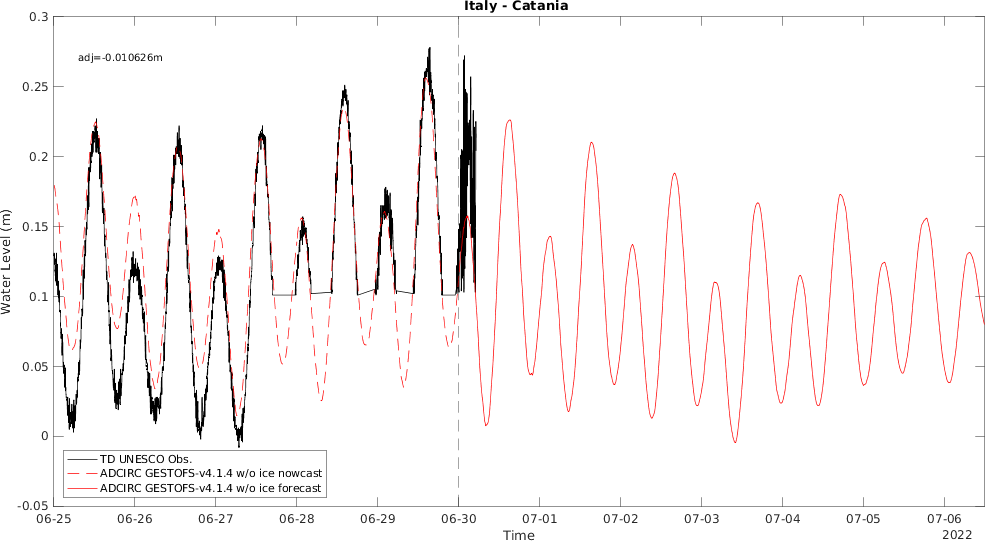 Italy - Catania
adj=-0.010626m
0.3
0.25
0.2
0.15
0.1
0.05
0
-0.05
Water Level (m)
TD UNESCO Obs.
ADCIRC GESTOFS-v4.1.4 w/o ice nowcast
ADCIRC GESTOFS-v4.1.4 w/o ice forecast
06-25 06-26 06-27 06-28 06-29 06-30 07-01 07-02 07-03 07-04 07-05 07-06
Time
2022